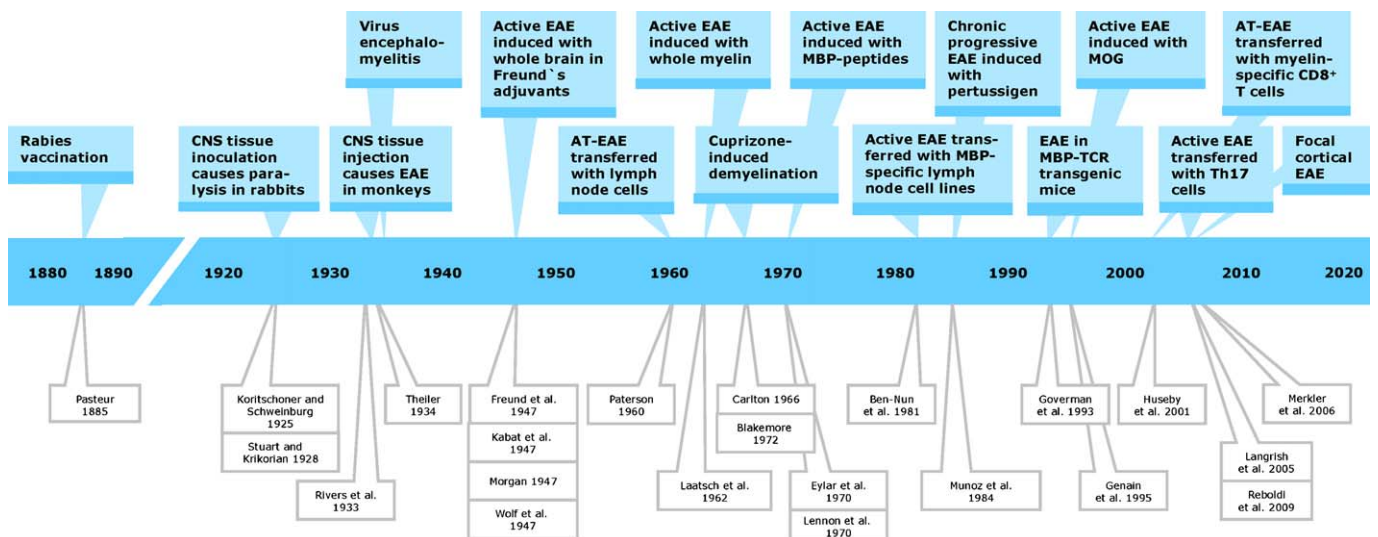 Virus
encephalo-
myelitis
Active EAE
induced with
whole brain in
Freund`s
adjuvants
Active EAE
induced with
whole myelin
Active EAE
induced with
MBP-peptides
Chronic
progressive
EAE induced
with
pertussigen
Active EAE
induced with
MOG
AT-EAE
transferred
with myelin-
specific CD8⁺
T cells
Rabies
vaccination
CNS tissue
inoculation
causes para-
lysis in rabbits
CNS tissue
injection
causes EAE
in monkeys
AT-EAE
transferred
with lymph
node cells
Cuprizone-
induced
demyelination
Active EAE trans-
ferred with MBP-
specific lymph
node cell lines
EAE in
MBP-TCR
transgenic
mice
Active EAE
transferred
with Th17
cells
Focal
cortical
EAE
1880 1890 1920 1930 1940 1950 1960 1970 1980 1990 2000 2010 2020
Pasteur
1885
Koritschoner and
Schweinburg
1925
Stuart and
Krikorian 1928
Rivers et al.
1933
Theiler
1934
Freund et al.
1947
Kabat et al.
1947
Morgan 1947
Wolf et al.
1947
Paterson
1960
Laatsch et al.
1962
Carlton 1966
Blakemore
1972
Eylar et al.
1970
Lennon et al.
1970
Ben-Nun
et al. 1981
Munoz et al.
1984
Goverman
et al. 1993
Genain
et al. 1995
Huseby
et al. 2001
Langrish
et al. 2005
Reboldi
et al. 2009
Merkler
et al. 2006